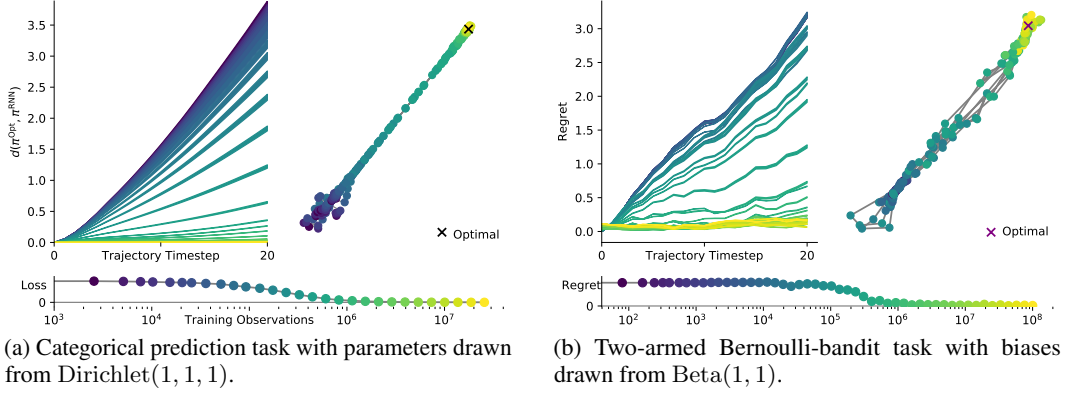 3.5
3.0
2.5
2.0
1.5
1.0
0.5
0.0
d(π^Opt, π^RNN)
0
Trajectory Timestep
20
Optimal
Loss
0
10^3
10^4
Training Observations
10^6
10^7
3.0
2.5
2.0
1.5
1.0
0.5
0.0
Regret
0
Trajectory Timestep
20
Optimal
Regret
0
10^2
10^3
10^4
10^5
10^6
10^7
10^8
(a) Categorical prediction task with parameters drawn
from Dirichlet(1, 1, 1).
(b) Two-armed Bernoulli-bandit task with biases
drawn from Beta(1, 1).